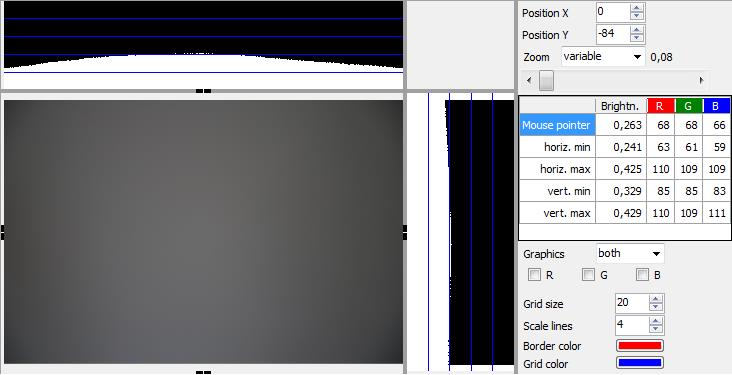 Position X 0
Position Y -84
Zoom variable 0,08
Brightn. R G B
Mouse pointer 0,263 68 68 66
horiz. min 0,241 63 61 59
horiz. max 0,425 110 109 109
vert. min 0,329 85 85 83
vert. max 0,429 110 109 111
Graphics both
R G B
Grid size 20
Scale lines 4
Border color
Grid color